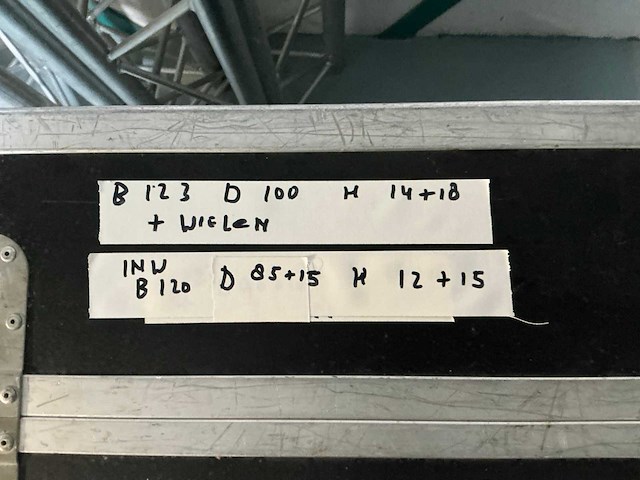 B 123 D 100 H 14+18
+ WIELEN
INW
B 120 D 85+15 H 12 + 15